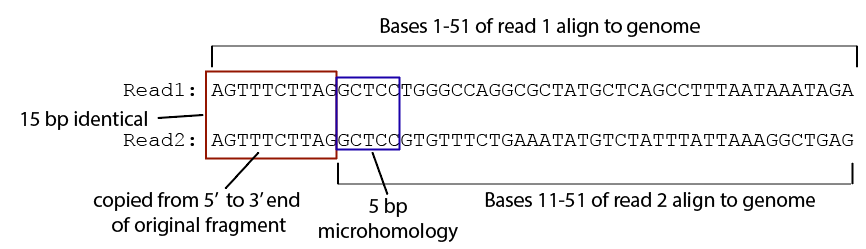 Bases 1-51 of read 1 align to genome
Read1: AGTTTCTTAGGCTCCTGGGCCAGGCGCTATGCTCAGCCTTTAATAAATAGA
15 bp identical
Read2: AGTTTCTTAGGCTCCGTGTTTCTGAAATATGTCTATTTATTAAAGGCTGAG
copied from 5' to 3' end
of original fragment
5 bp
microhomology
Bases 11-51 of read 2 align to genome